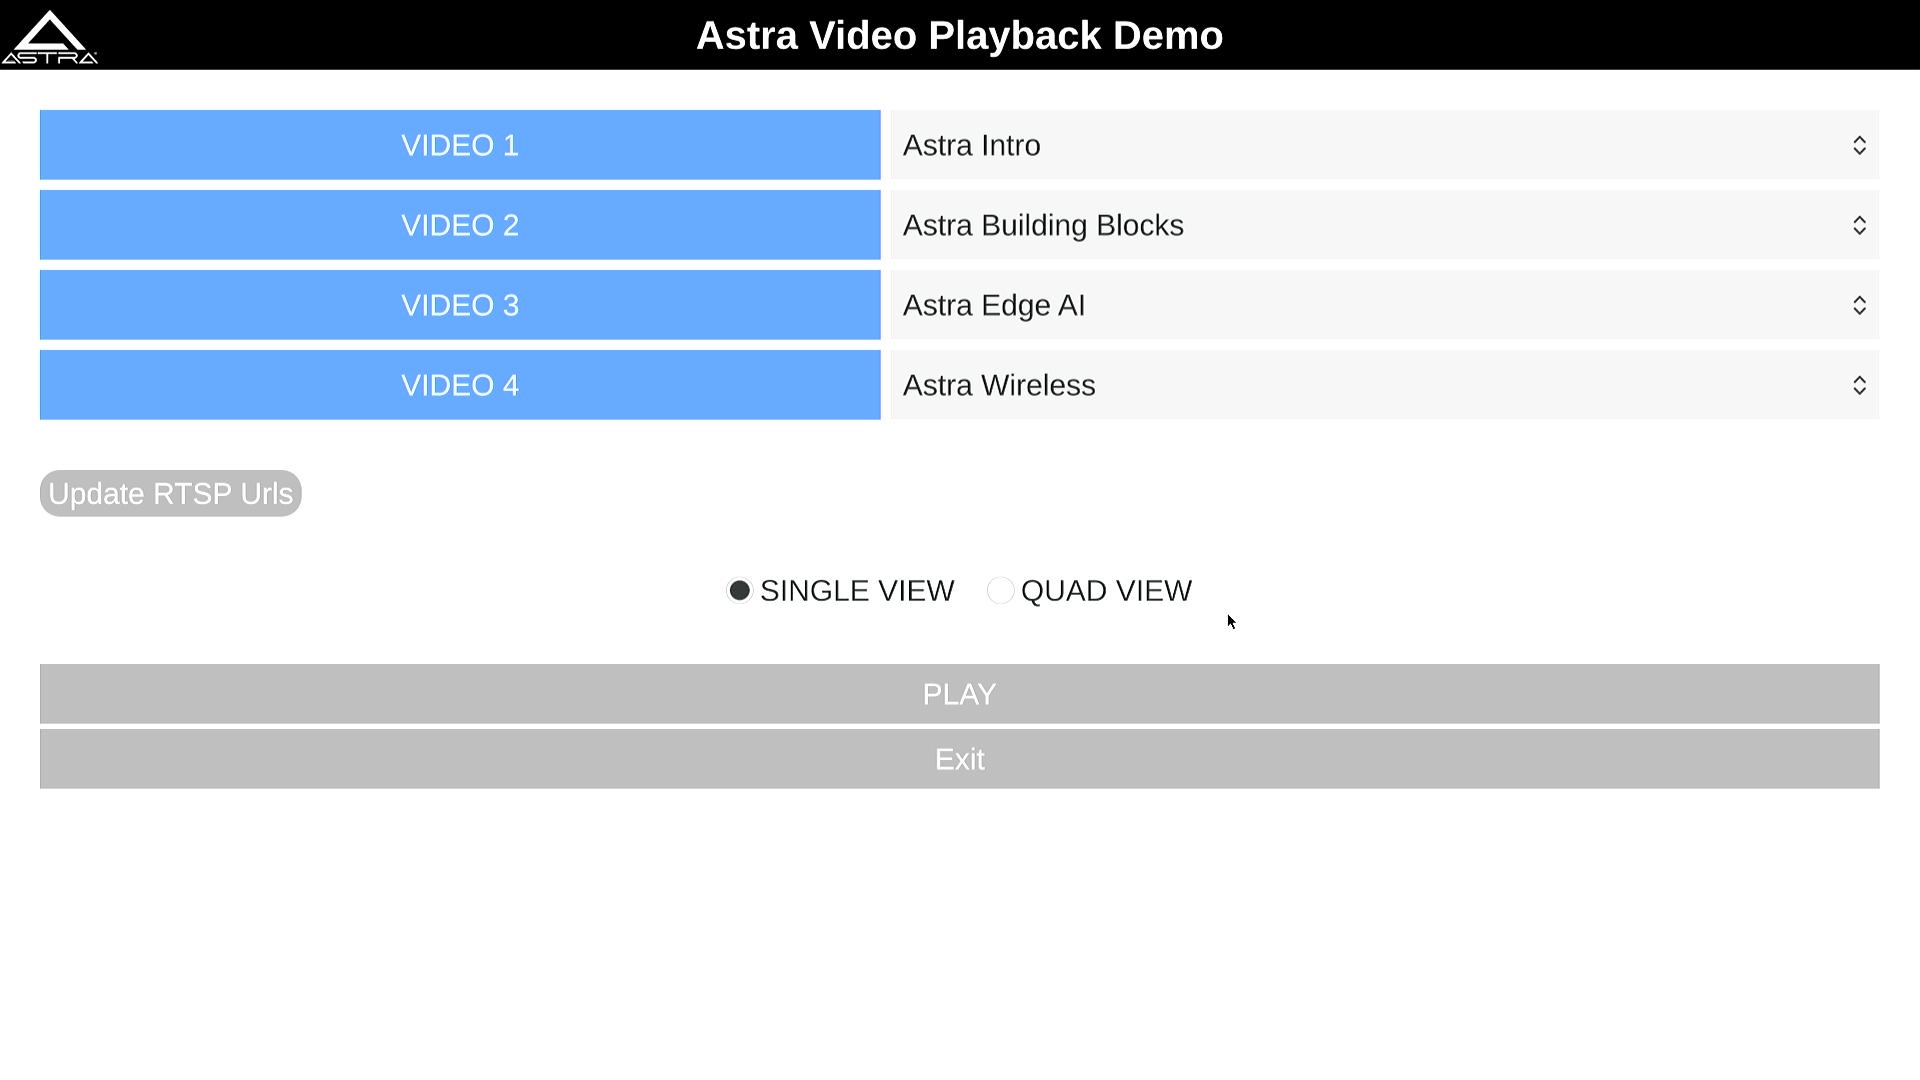 ASTRA
Astra Video Playback Demo
VIDEO 1
Astra Intro
VIDEO 2
Astra Building Blocks
VIDEO 3
Astra Edge AI
VIDEO 4
Astra Wireless
Update RTSP Urls
SINGLE VIEW
QUAD VIEW
PLAY
Exit